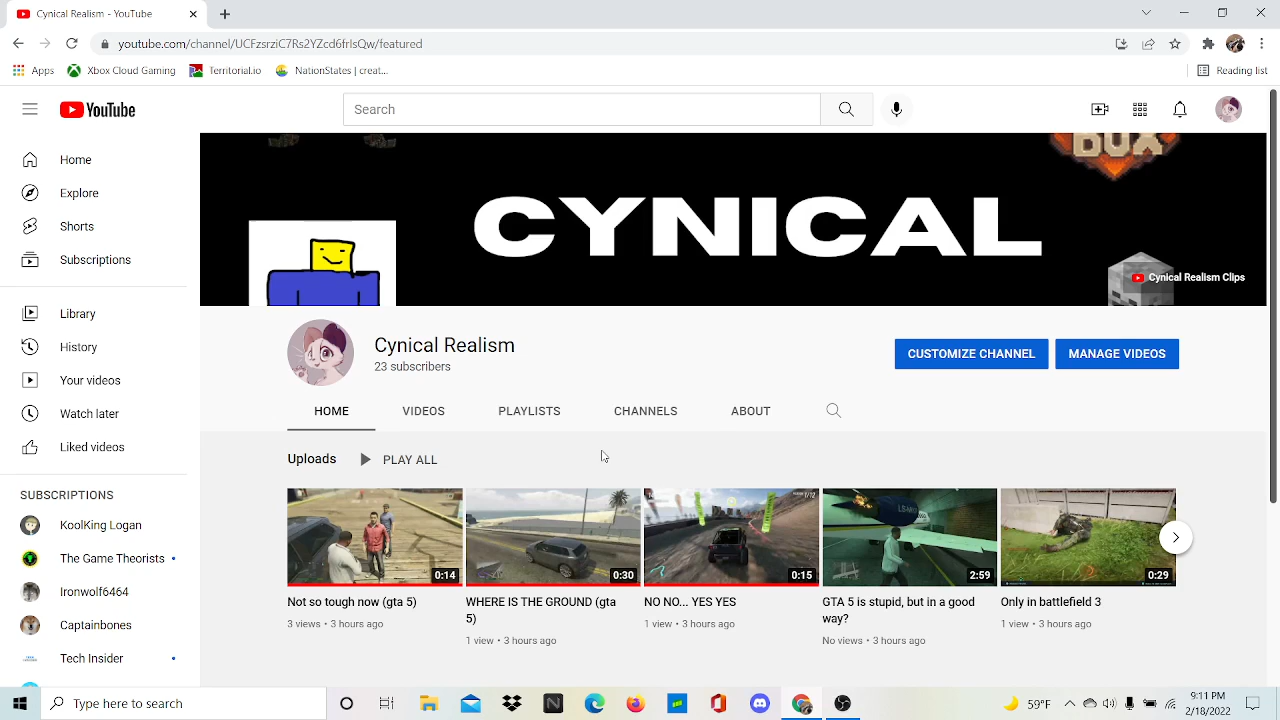 Cynical Realism - YouTube
youtube.com/channel/UCFzszfC27Ycd6frIs/featured
Apps
Xbox Cloud Gaming
Territorial.io
NationStates | creat...
Reading list
YouTube
Search
Home
Explore
Shorts
Subscriptions
Library
History
Your videos
Watch later
Liked videos
SUBSCRIPTIONS
Koolking Gordan
The Game Theorists
Ironwolf6464
Captainbones
Tech Insider
DUX
CYNICAL
Cynical Realism Clips
Cynical Realism
23 subscribers
CUSTOMIZE CHANNEL
MANAGE VIDEOS
HOME
VIDEOS
PLAYLISTS
CHANNELS
ABOUT
Uploads
PLAY ALL
0:14
0:30
0:15
2:59
0:29
Not so tough now (gta 5)
3 views • 3 hours ago
WHERE IS THE GROUND (gta
5)
1 view • 3 hours ago
NO NO... YES YES
1 view • 3 hours ago
GTA 5 is stupid, but in a good
way?
No views • 3 hours ago
Only in battlefield 3
1 view • 3 hours ago
Type here to search
59°F
9:11 PM
2/18/2022